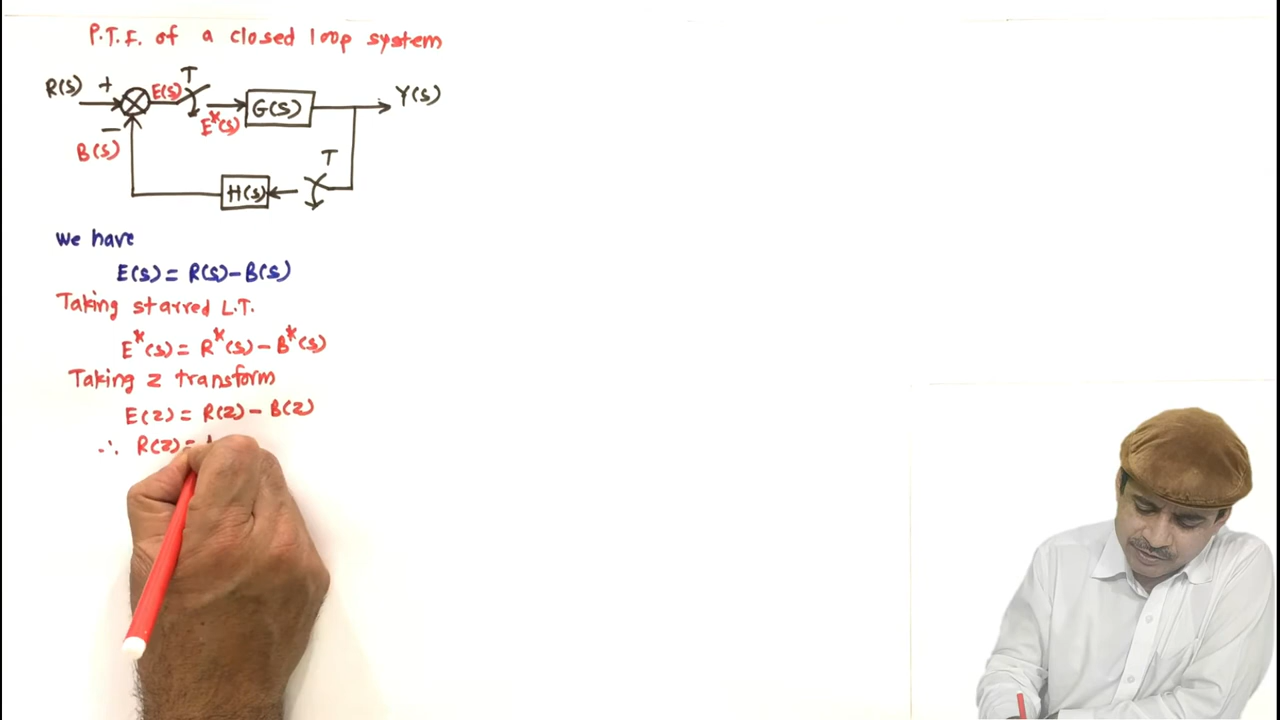 P.T.F. of a closed loop system
R(s) + E(s) T E*(s) G(s) Y(s)
− B(s) H(s) T
We have
E(s) = R(s) − B(s)
Taking starred L.T.
E*(s) = R*(s) − B*(s)
Taking z transform
E(z) = R(z) − B(z)
∴ R(z) =